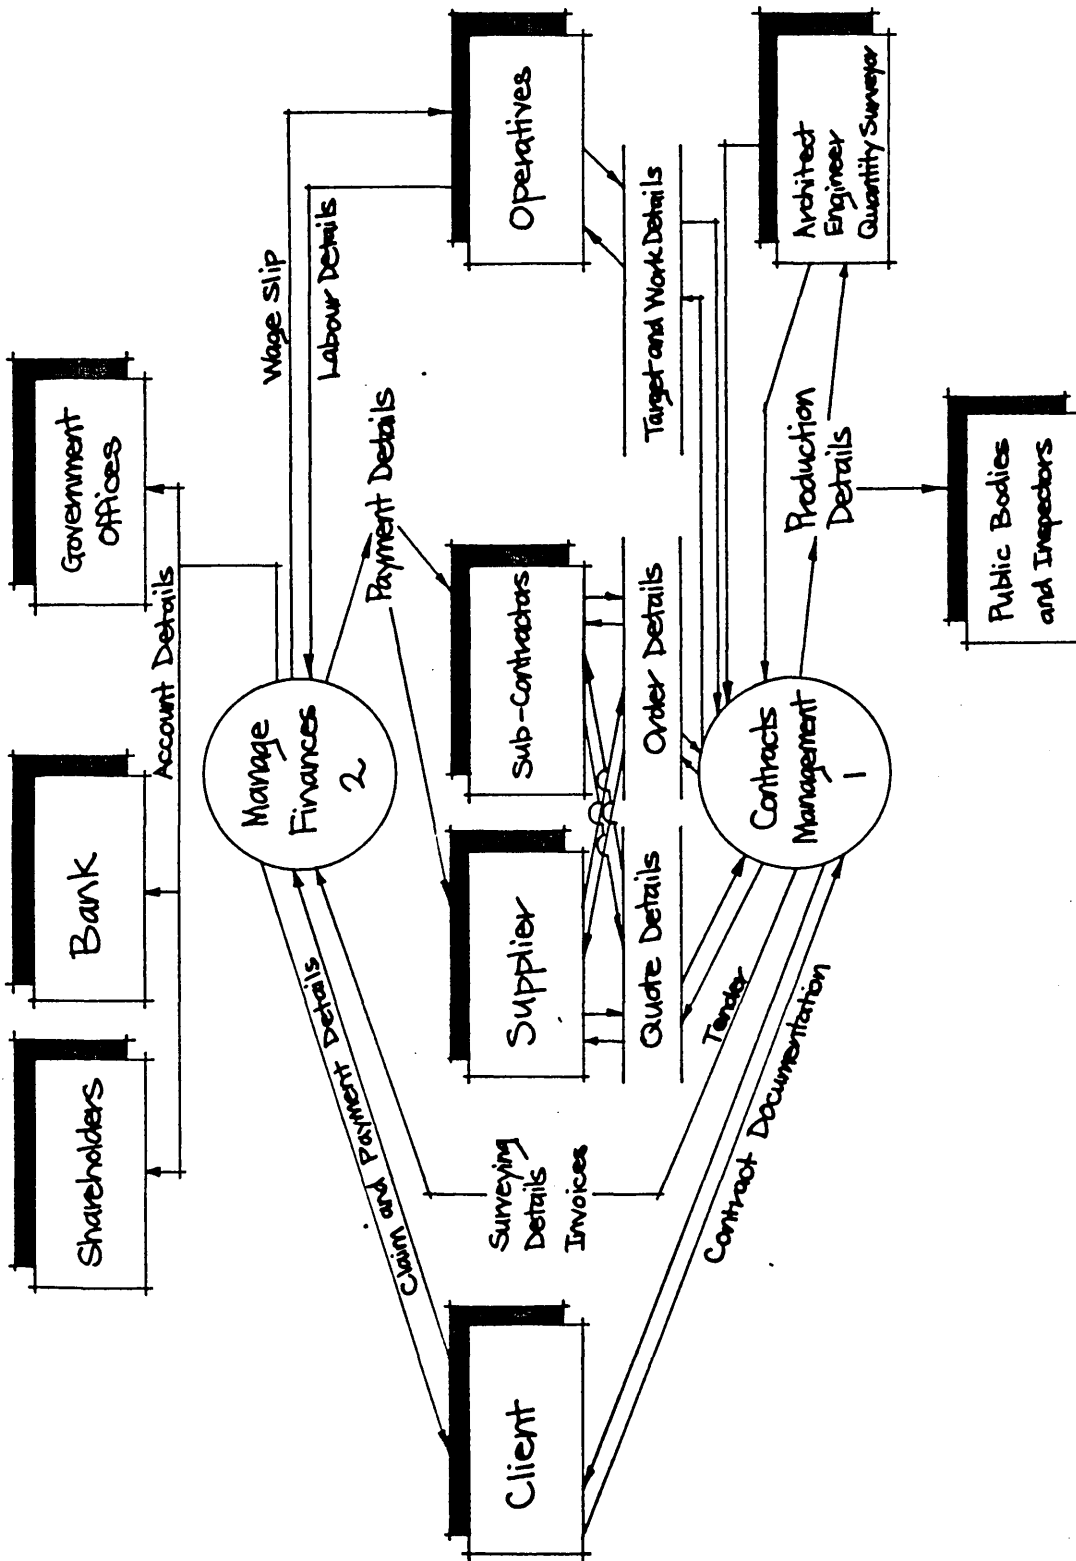 Shareholders
Bank
Government
Offices
Account Details
Manage
Finances
2
Wage Slip
Labour Details
Payment Details
Claim and Payment Details
Client
Surveying
Details
Invoices
Supplier
Sub-Contractors
Operatives
Quote Details
Order Details
Target and Work Details
Tender
Contract Documentation
Contracts
Management
1
Production
Details
Architect
Engineer
Quantity Surveyor
Public Bodies
and Inspectors